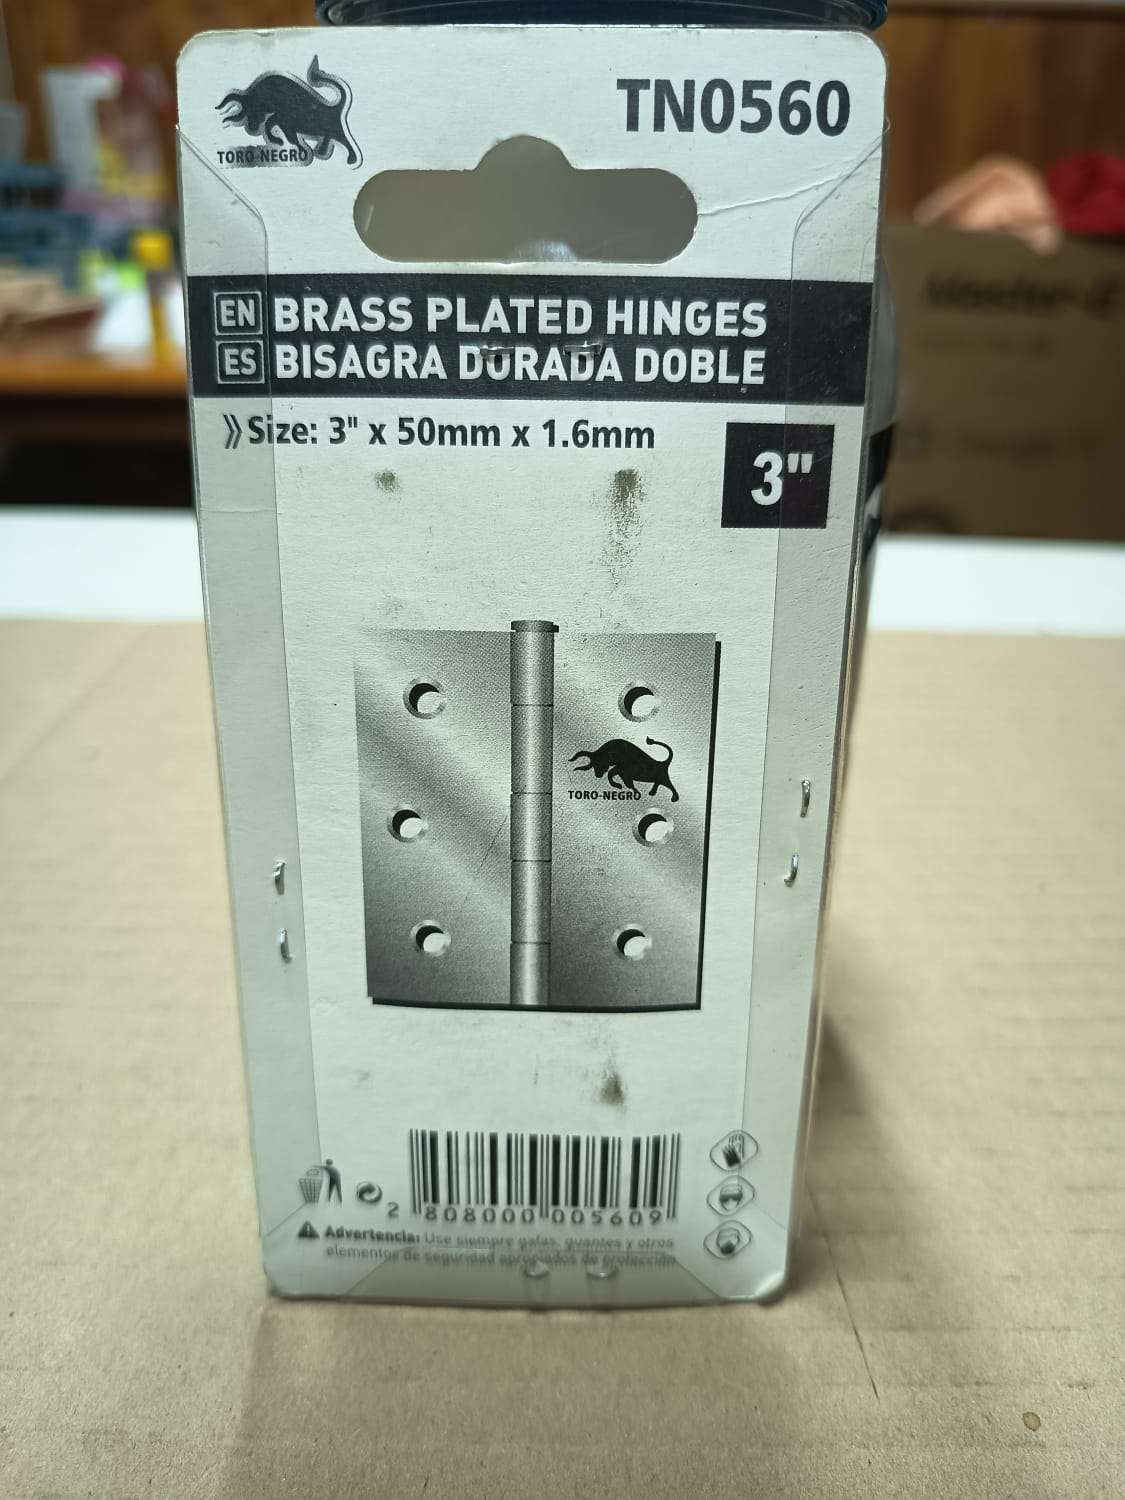 TORO-NEGRO
TN0560
EN BRASS PLATED HINGES
ES BISAGRA DORADA DOBLE
Size: 3" x 50mm x 1.6mm
3"
TORO-NEGRO
2 808000 005609
Advertencia: Use siempre gafas, guantes y otros
elementos de seguridad apropiados de protección